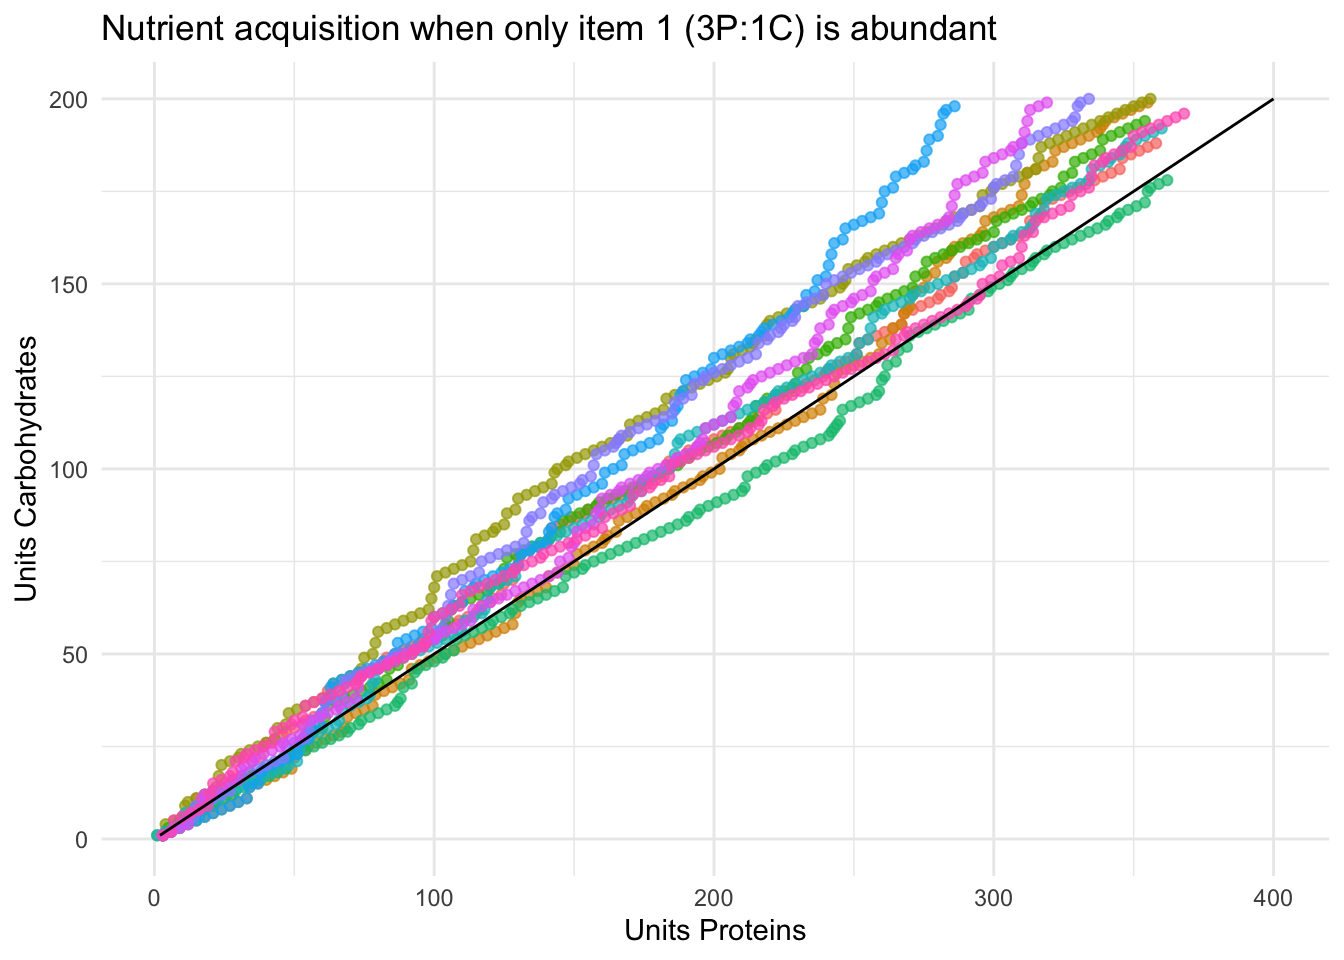 Nutrient acquisition when only item 1 (3P:1C) is abundant
200
150
100
50
0
Units Carbohydrates
0 100 200 300 400
Units Proteins